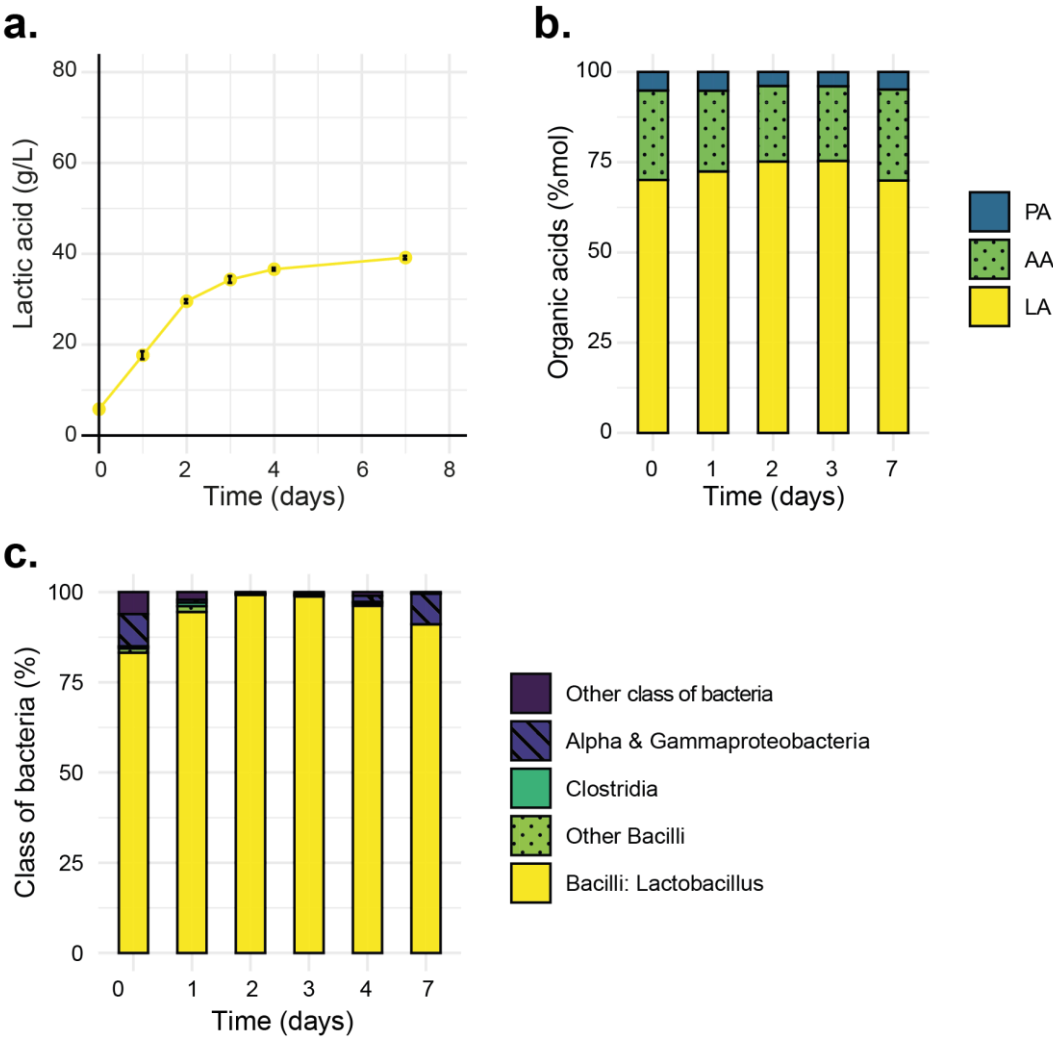 a.
Lactic acid (g/L)
80
60
40
20
0
0 2 4 6 8
Time (days)
b.
Organic acids (%mol)
100
75
50
25
0
0 1 2 3 7
Time (days)
PA
AA
LA
c.
Class of bacteria (%)
100
75
50
25
0
0 1 2 3 4 7
Time (days)
Other class of bacteria
Alpha & Gammaproteobacteria
Clostridia
Other Bacilli
Bacilli: Lactobacillus